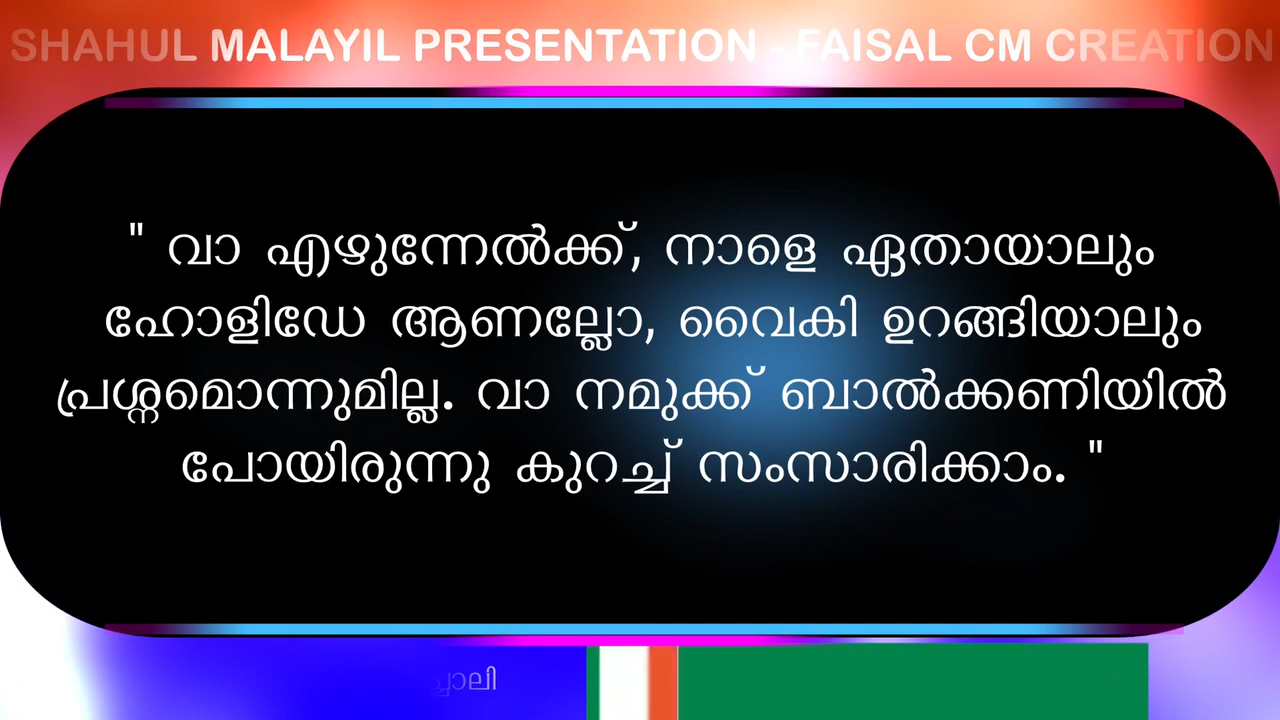 SHAHUL MALAYIL PRESENTATION - FAISAL CM CREATION
" വാ എഴുന്നേൽക്ക്, നാളെ ഏതായാലും
ഹോളിഡേ ആണല്ലോ, വൈകി ഉറങ്ങിയാലും
പ്രശ്നമൊന്നുമില്ല. വാ നമുക്ക് ബാൽക്കണിയിൽ
പോയിരുന്നു കുറച്ച് സംസാരിക്കാം. "